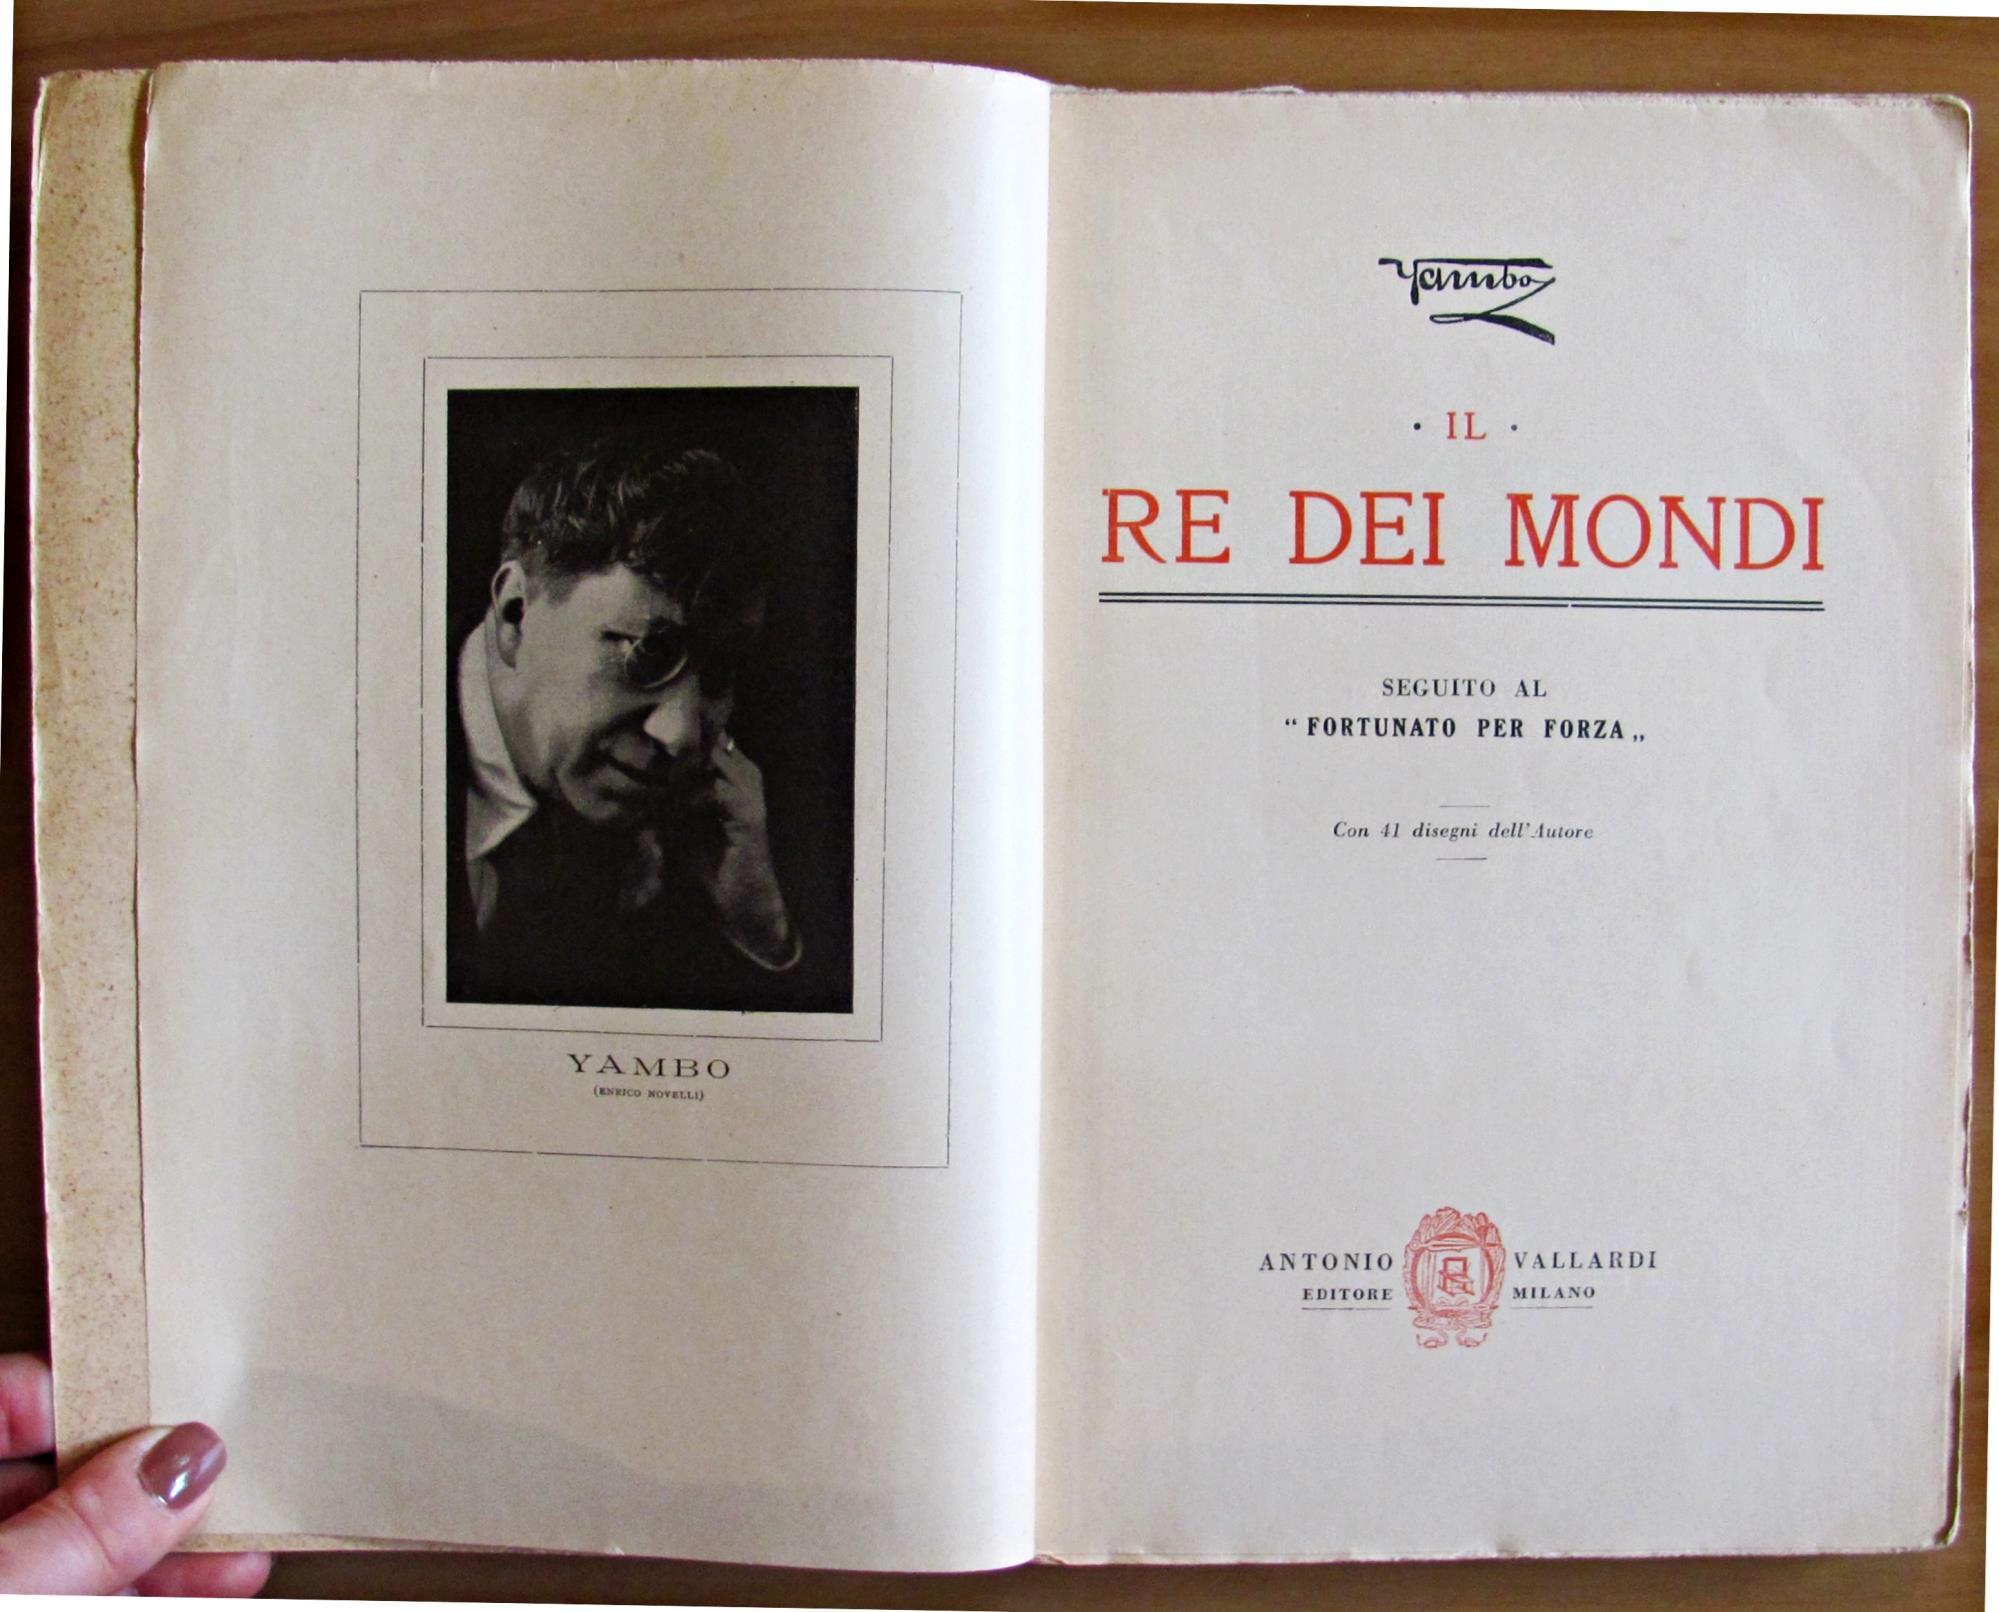 YAMBO
(ENRICO NOVELLI)
Yambo
· IL ·
RE DEI MONDI
SEGUITO AL
“ FORTUNATO PER FORZA „
Con 41 disegni dell'Autore
ANTONIO VALLARDI
EDITORE MILANO